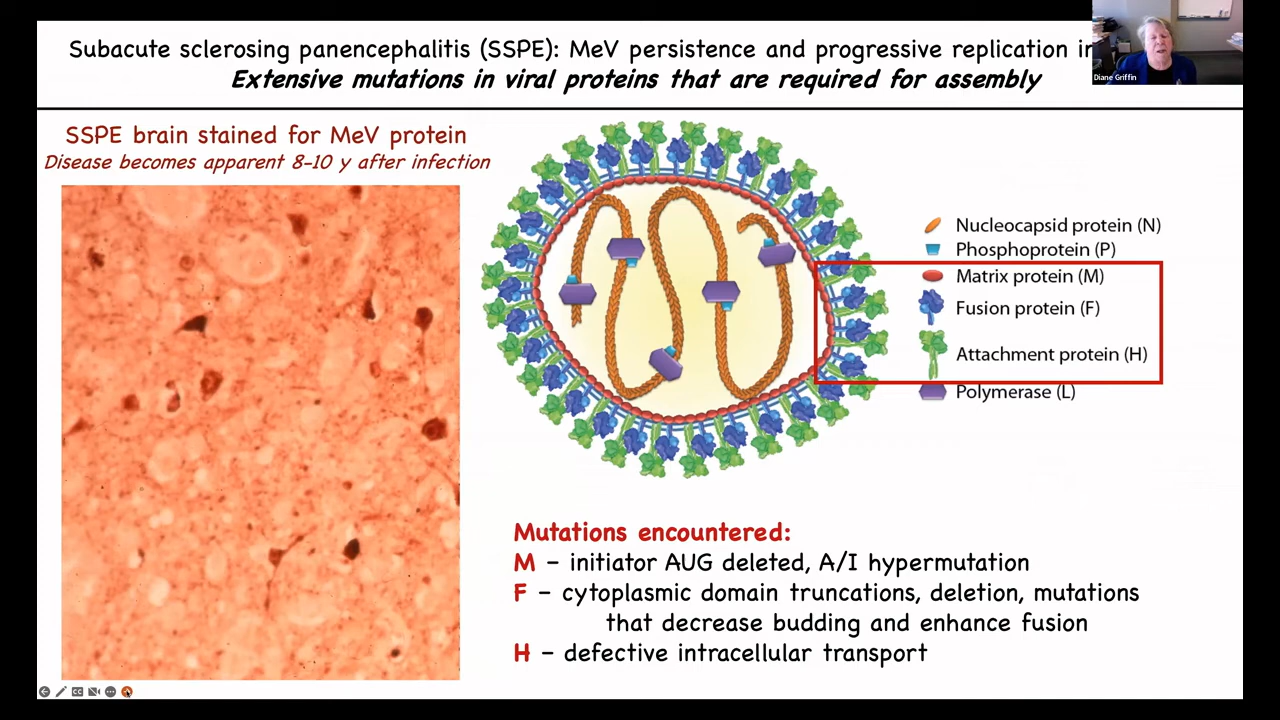 Subacute sclerosing panencephalitis (SSPE): MeV persistence and progressive replication in
Extensive mutations in viral proteins that are required for assembly
Diane Griffin
SSPE brain stained for MeV protein
Disease becomes apparent 8-10 y after infection
Nucleocapsid protein (N)
Phosphoprotein (P)
Matrix protein (M)
Fusion protein (F)
Attachment protein (H)
Polymerase (L)
Mutations encountered:
M - initiator AUG deleted, A/I hypermutation
F - cytoplasmic domain truncations, deletion, mutations
that decrease budding and enhance fusion
H - defective intracellular transport
CC